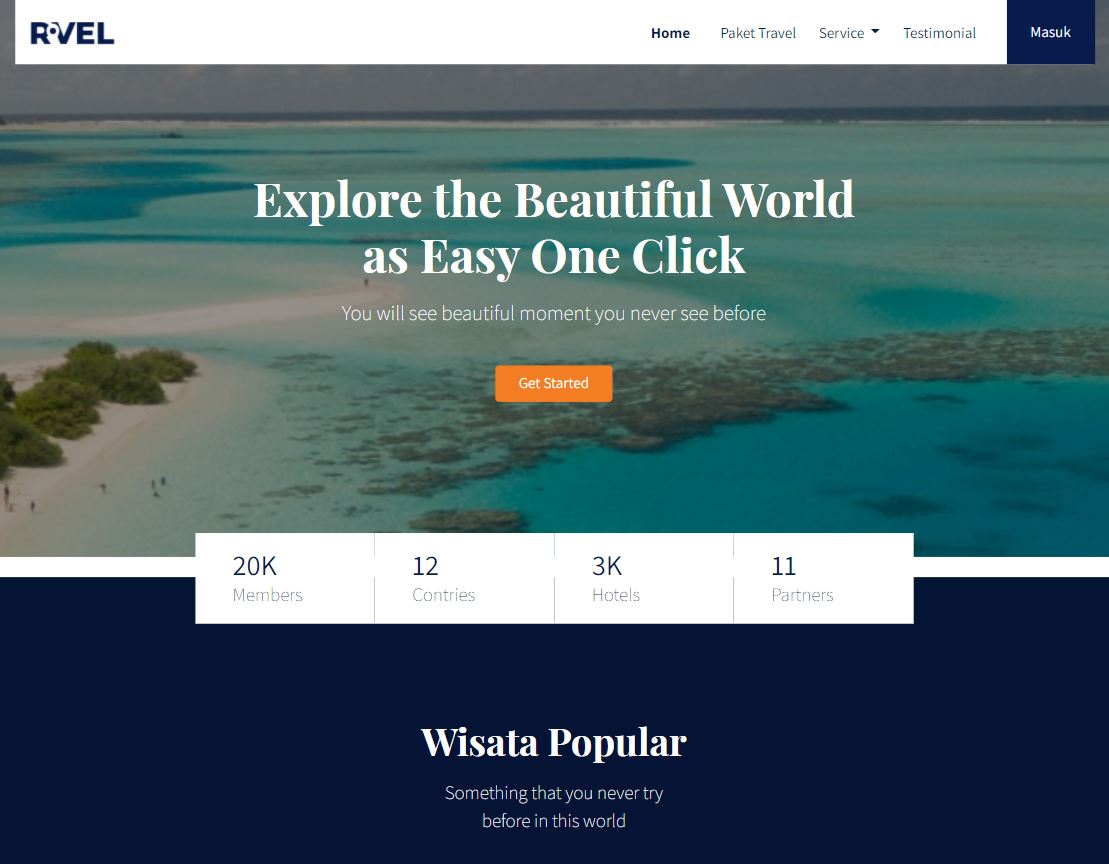 RVEL
Home
Paket Travel
Service
Testimonial
Masuk
Explore the Beautiful World
as Easy One Click
You will see beautiful moment you never see before
Get Started
20K
Members
12
Contries
3K
Hotels
11
Partners
Wisata Popular
Something that you never try
before in this world